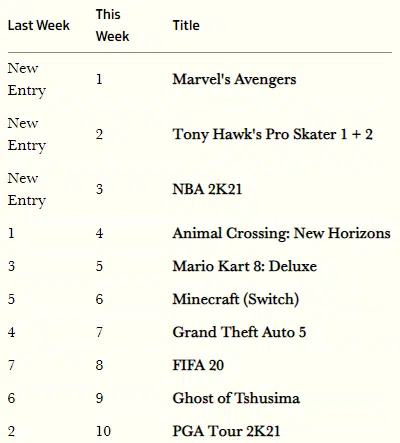 Last Week This Week Title
New Entry 1 Marvel's Avengers
New Entry 2 Tony Hawk's Pro Skater 1 + 2
New Entry 3 NBA 2K21
1 4 Animal Crossing: New Horizons
3 5 Mario Kart 8: Deluxe
5 6 Minecraft (Switch)
4 7 Grand Theft Auto 5
7 8 FIFA 20
6 9 Ghost of Tsushima
2 10 PGA Tour 2K21